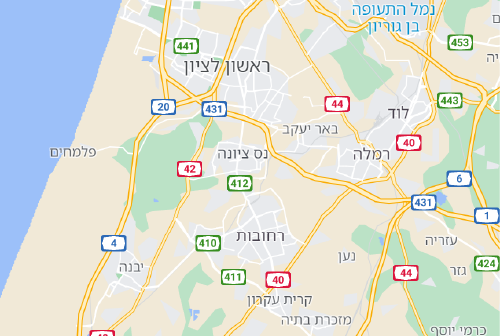 נמל התעופה
בן גוריון
441
453
ראשון לציון
20
431
44
443
לוד
באר יעקב
40
פלמחים
נס ציונה
רמלה
42
412
6
431
1
רחובות
4
410
עזריה
נען
424
יבנה
411
40
44
גזר
קרית עקרון
מזכרת בתיה
כרמי יוסף